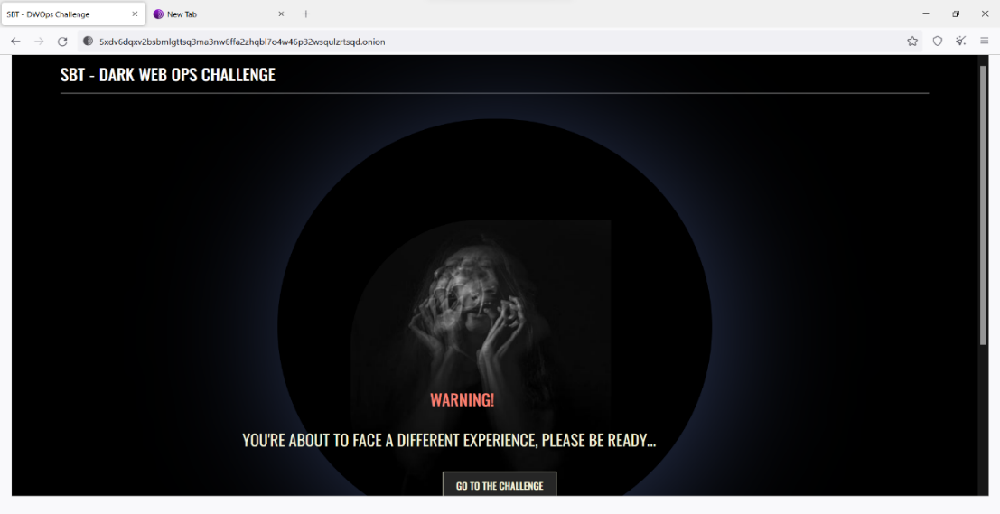 SBT - DWOps Challenge
New Tab
5xdv6dqxv2bsbmlgttsq3ma3nw6ffa2zhqbl7o4w46p32wsqulzrtsqd.onion
SBT - DARK WEB OPS CHALLENGE
WARNING!
YOU'RE ABOUT TO FACE A DIFFERENT EXPERIENCE, PLEASE BE READY...
GO TO THE CHALLENGE